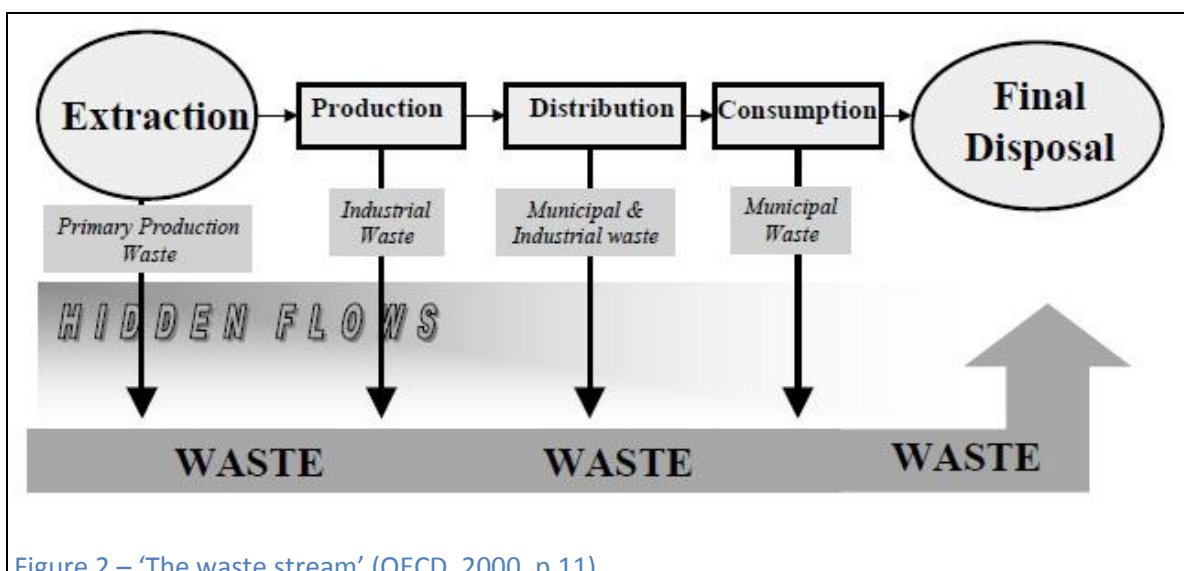 Extraction
Production
Distribution
Consumption
Final
Disposal
Primary Production
Waste
Industrial
Waste
Municipal &
Industrial waste
Municipal
Waste
HIDDEN FLOWS
WASTE
WASTE
WASTE
Figure 2 – ‘The waste stream’ (OECD, 2000, p.11)